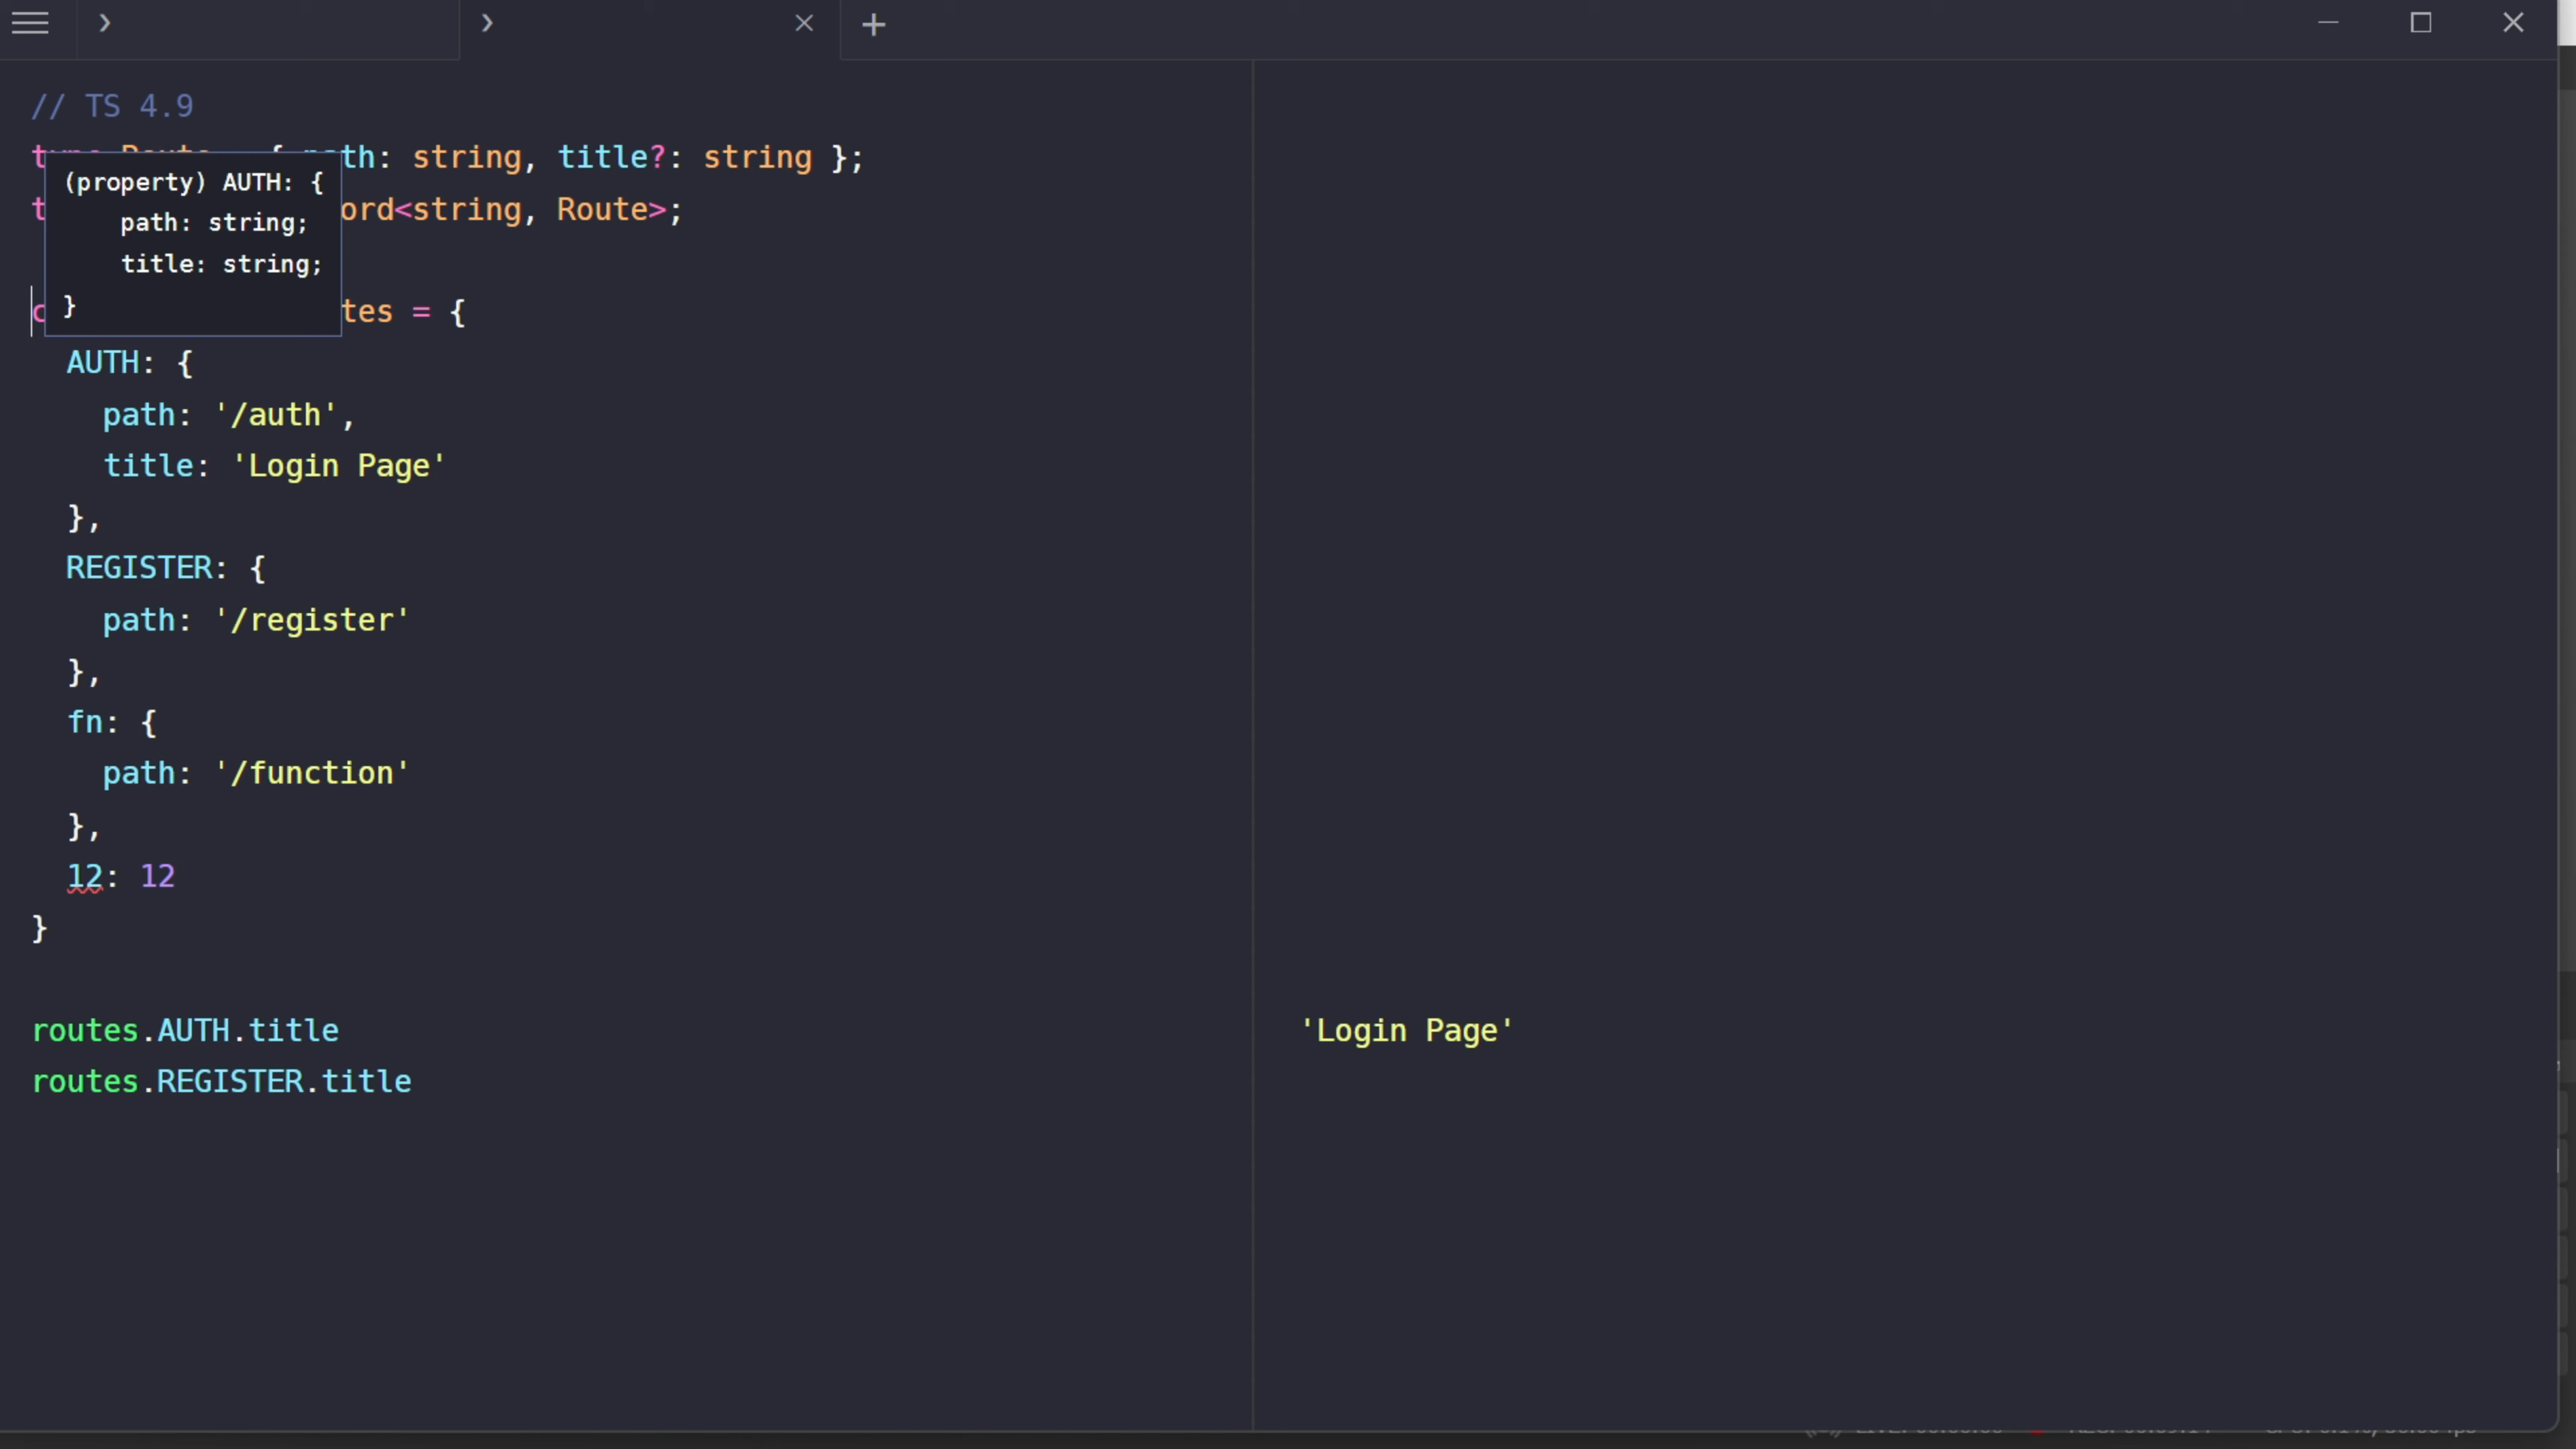 // TS 4.9
th: string, title?: string };
(property) AUTH: {
path: string;
title: string;
}
ord<string, Route>;
tes = {
AUTH: {
path: '/auth',
title: 'Login Page'
},
REGISTER: {
path: '/register'
},
fn: {
path: '/function'
},
12: 12
}
routes.AUTH.title
'Login Page'
routes.REGISTER.title